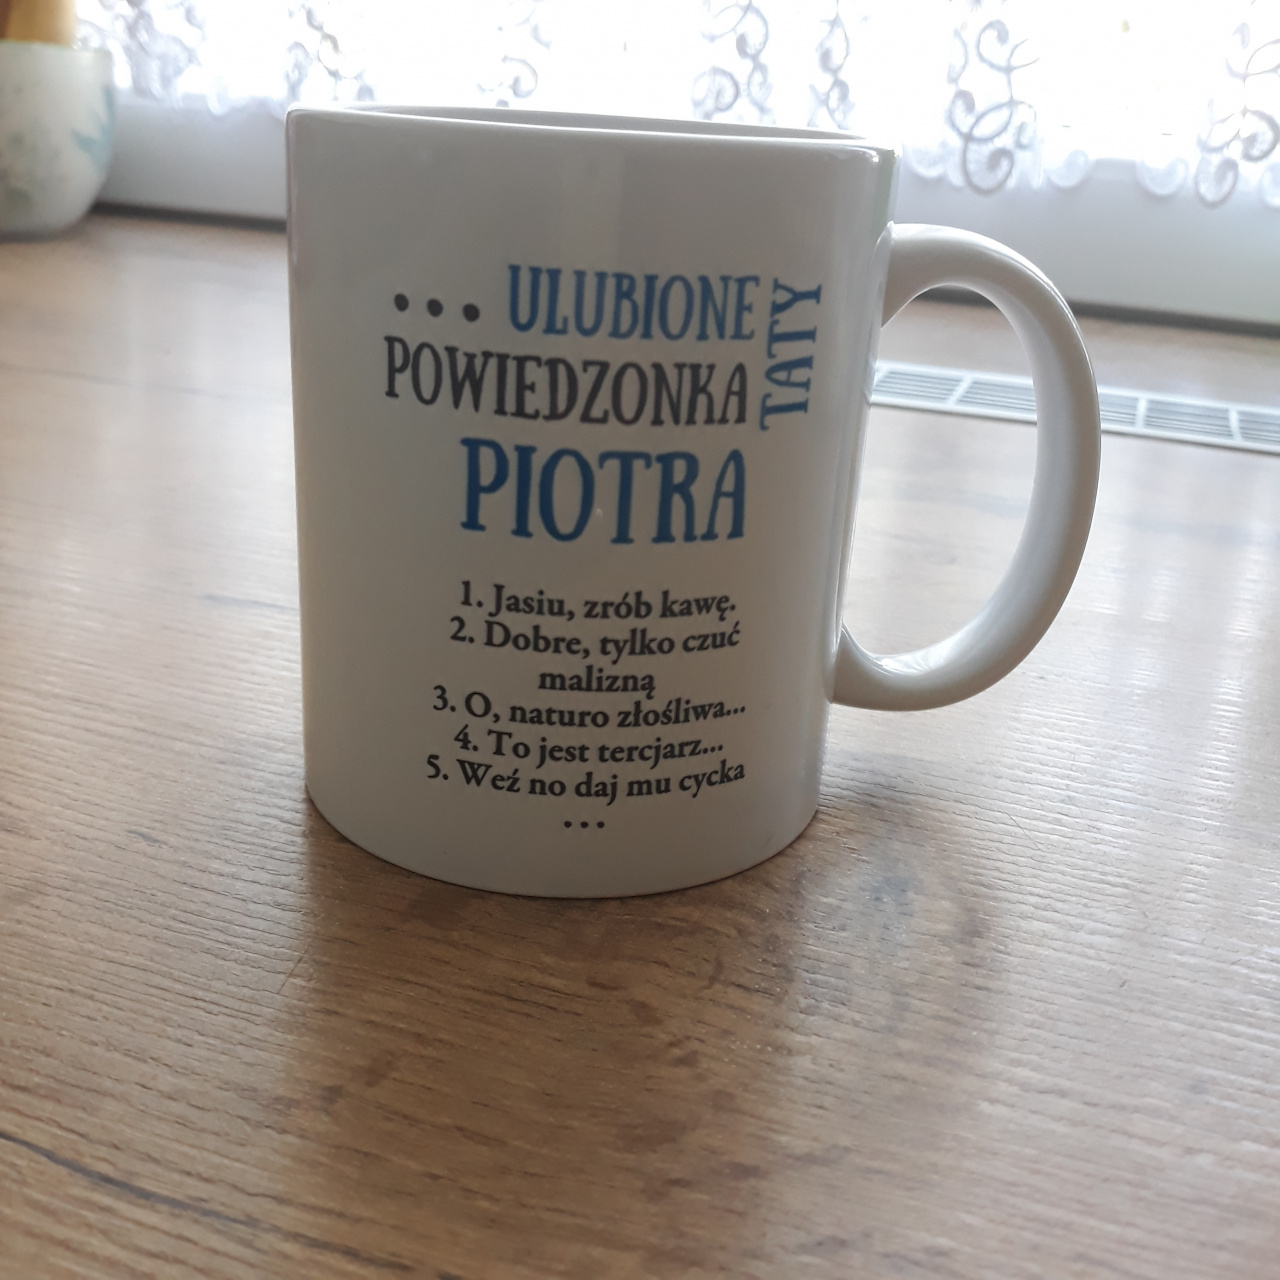 ... ULUBIONE
POWIEDZONKA
TATY
PIOTRA
1. Jasiu, zrób kawę.
2. Dobre, tylko czuć
malizną
3. O, naturo złośliwa...
4. To jest tercjarz...
5. Weź no daj mu cycka
...